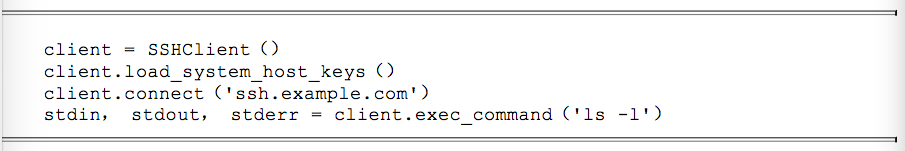 client = SSHClient ()
client.load_system_host_keys ()
client.connect ('ssh.example.com')
stdin, stdout, stderr = client.exec_command ('ls -l')